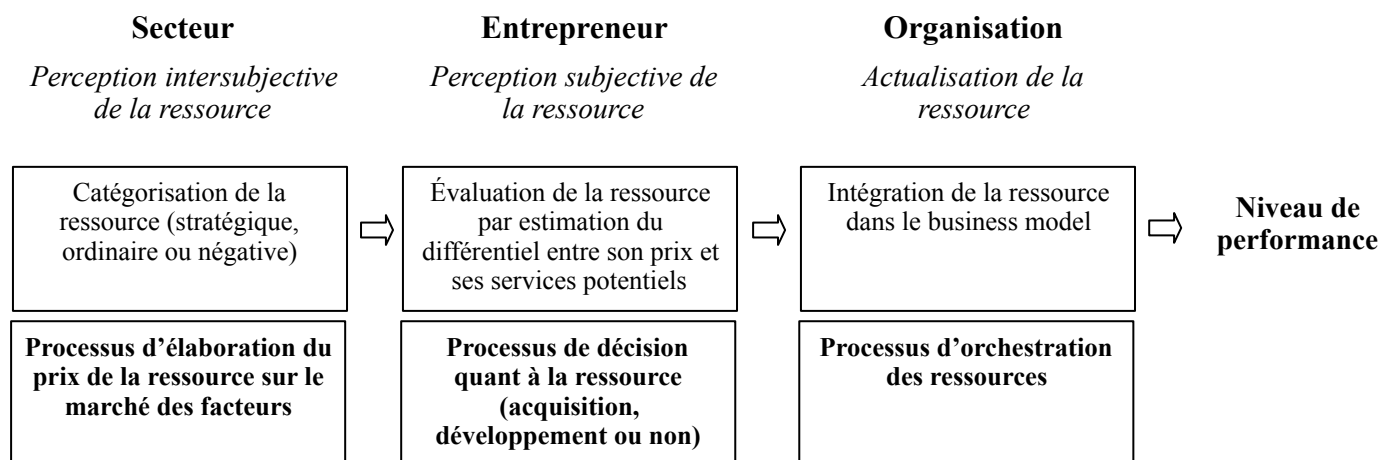 Secteur
Perception intersubjective
de la ressource
Entrepreneur
Perception subjective de
la ressource
Organisation
Actualisation de la
ressource
Catégorisation de la
ressource (stratégique,
ordinaire ou négative)
Évaluation de la ressource
par estimation du
différentiel entre son prix et
ses services potentiels
Intégration de la ressource
dans le business model
Niveau de
performance
Processus d’élaboration du
prix de la ressource sur le
marché des facteurs
Processus de décision
quant à la ressource
(acquisition,
développement ou non)
Processus d’orchestration
des ressources